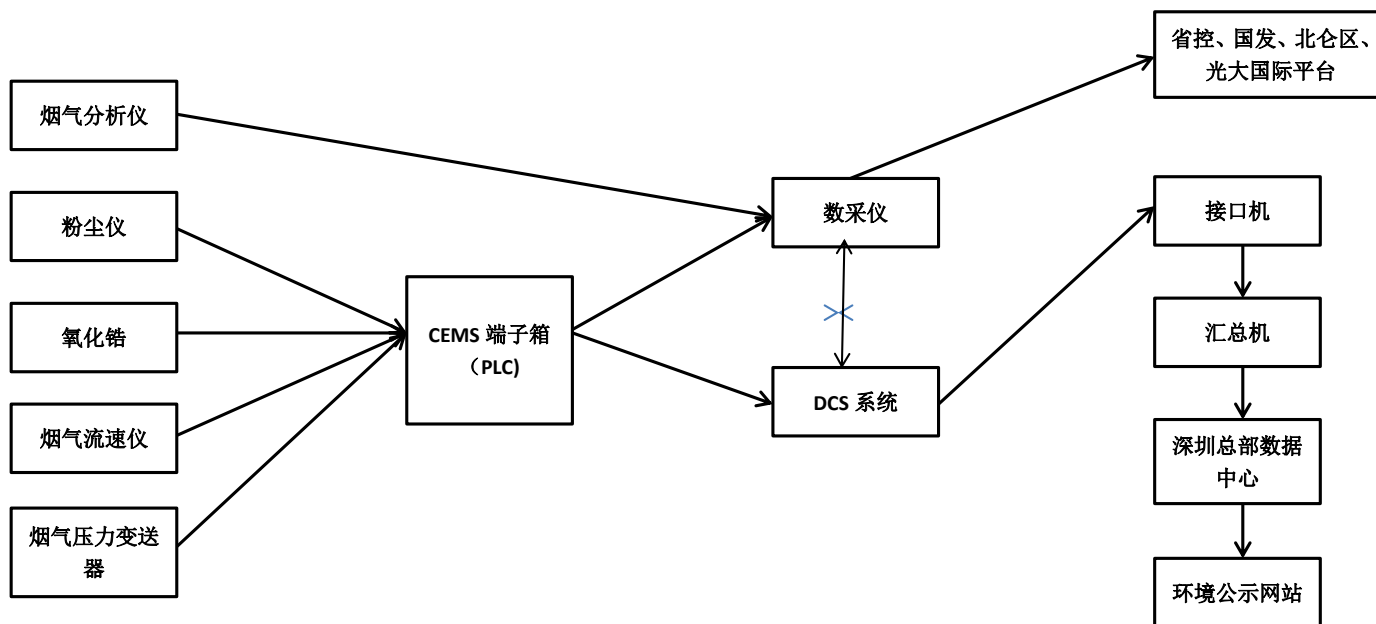 省控、国发、北仑区、
光大国际平台
烟气分析仪
数采仪
接口机
粉尘仪
CEMS 端子箱
（PLC)
氧化锆
汇总机
DCS 系统
烟气流速仪
深圳总部数据
中心
烟气压力变送
器
环境公示网站